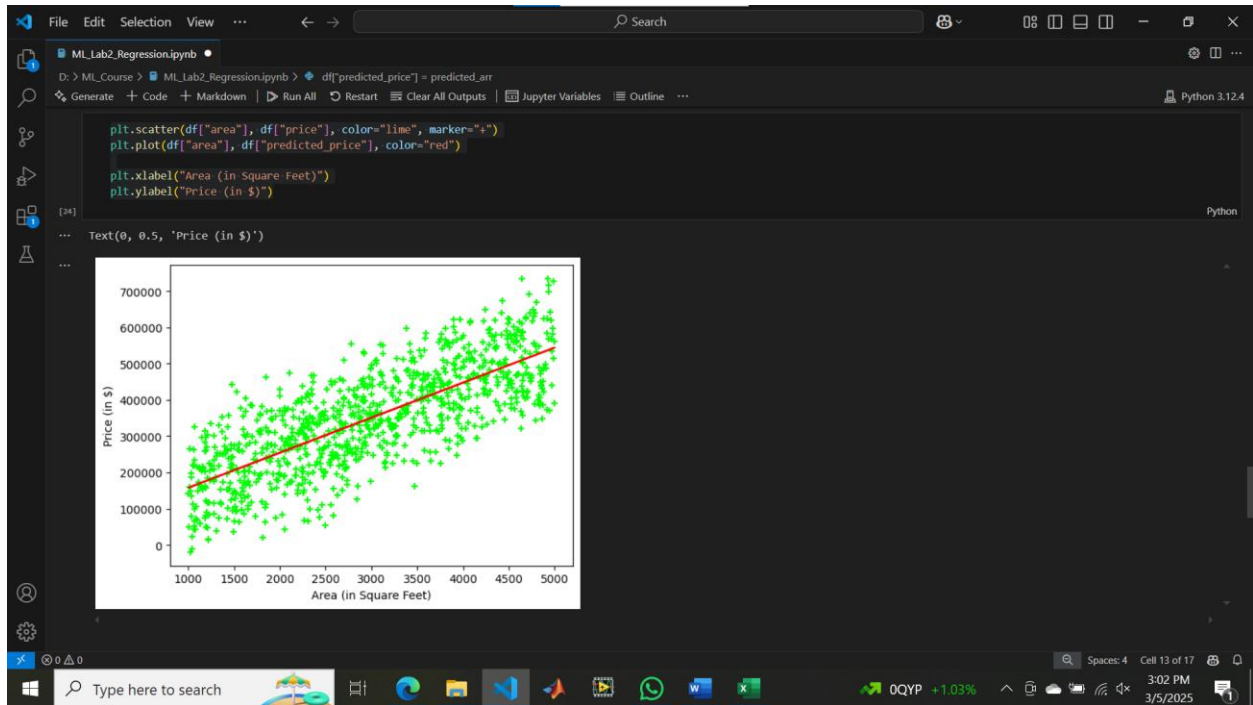 File Edit Selection View ... Search
ML_Lab2_Regression.ipynb
D: > ML_Course > ML_Lab2_Regression.ipynb > df["predicted_price"] = predicted_arr
Generate + Code + Markdown | Run All Restart Clear All Outputs | Jupyter Variables Outline ... Python 3.12.4
plt.scatter(df["area"], df["price"], color="lime", marker="+")
plt.plot(df["area"], df["predicted_price"], color="red")
plt.xlabel("Area (in Square Feet)")
plt.ylabel("Price (in $)")
[24] Python
... Text(0, 0.5, 'Price (in $)')
...
700000
600000
500000
400000
300000
200000
100000
0
Price (in $)
1000 1500 2000 2500 3000 3500 4000 4500 5000
Area (in Square Feet)
0 0 Spaces: 4 Cell 13 of 17
Type here to search 0QYP +1.03% 3:02 PM
3/5/2025